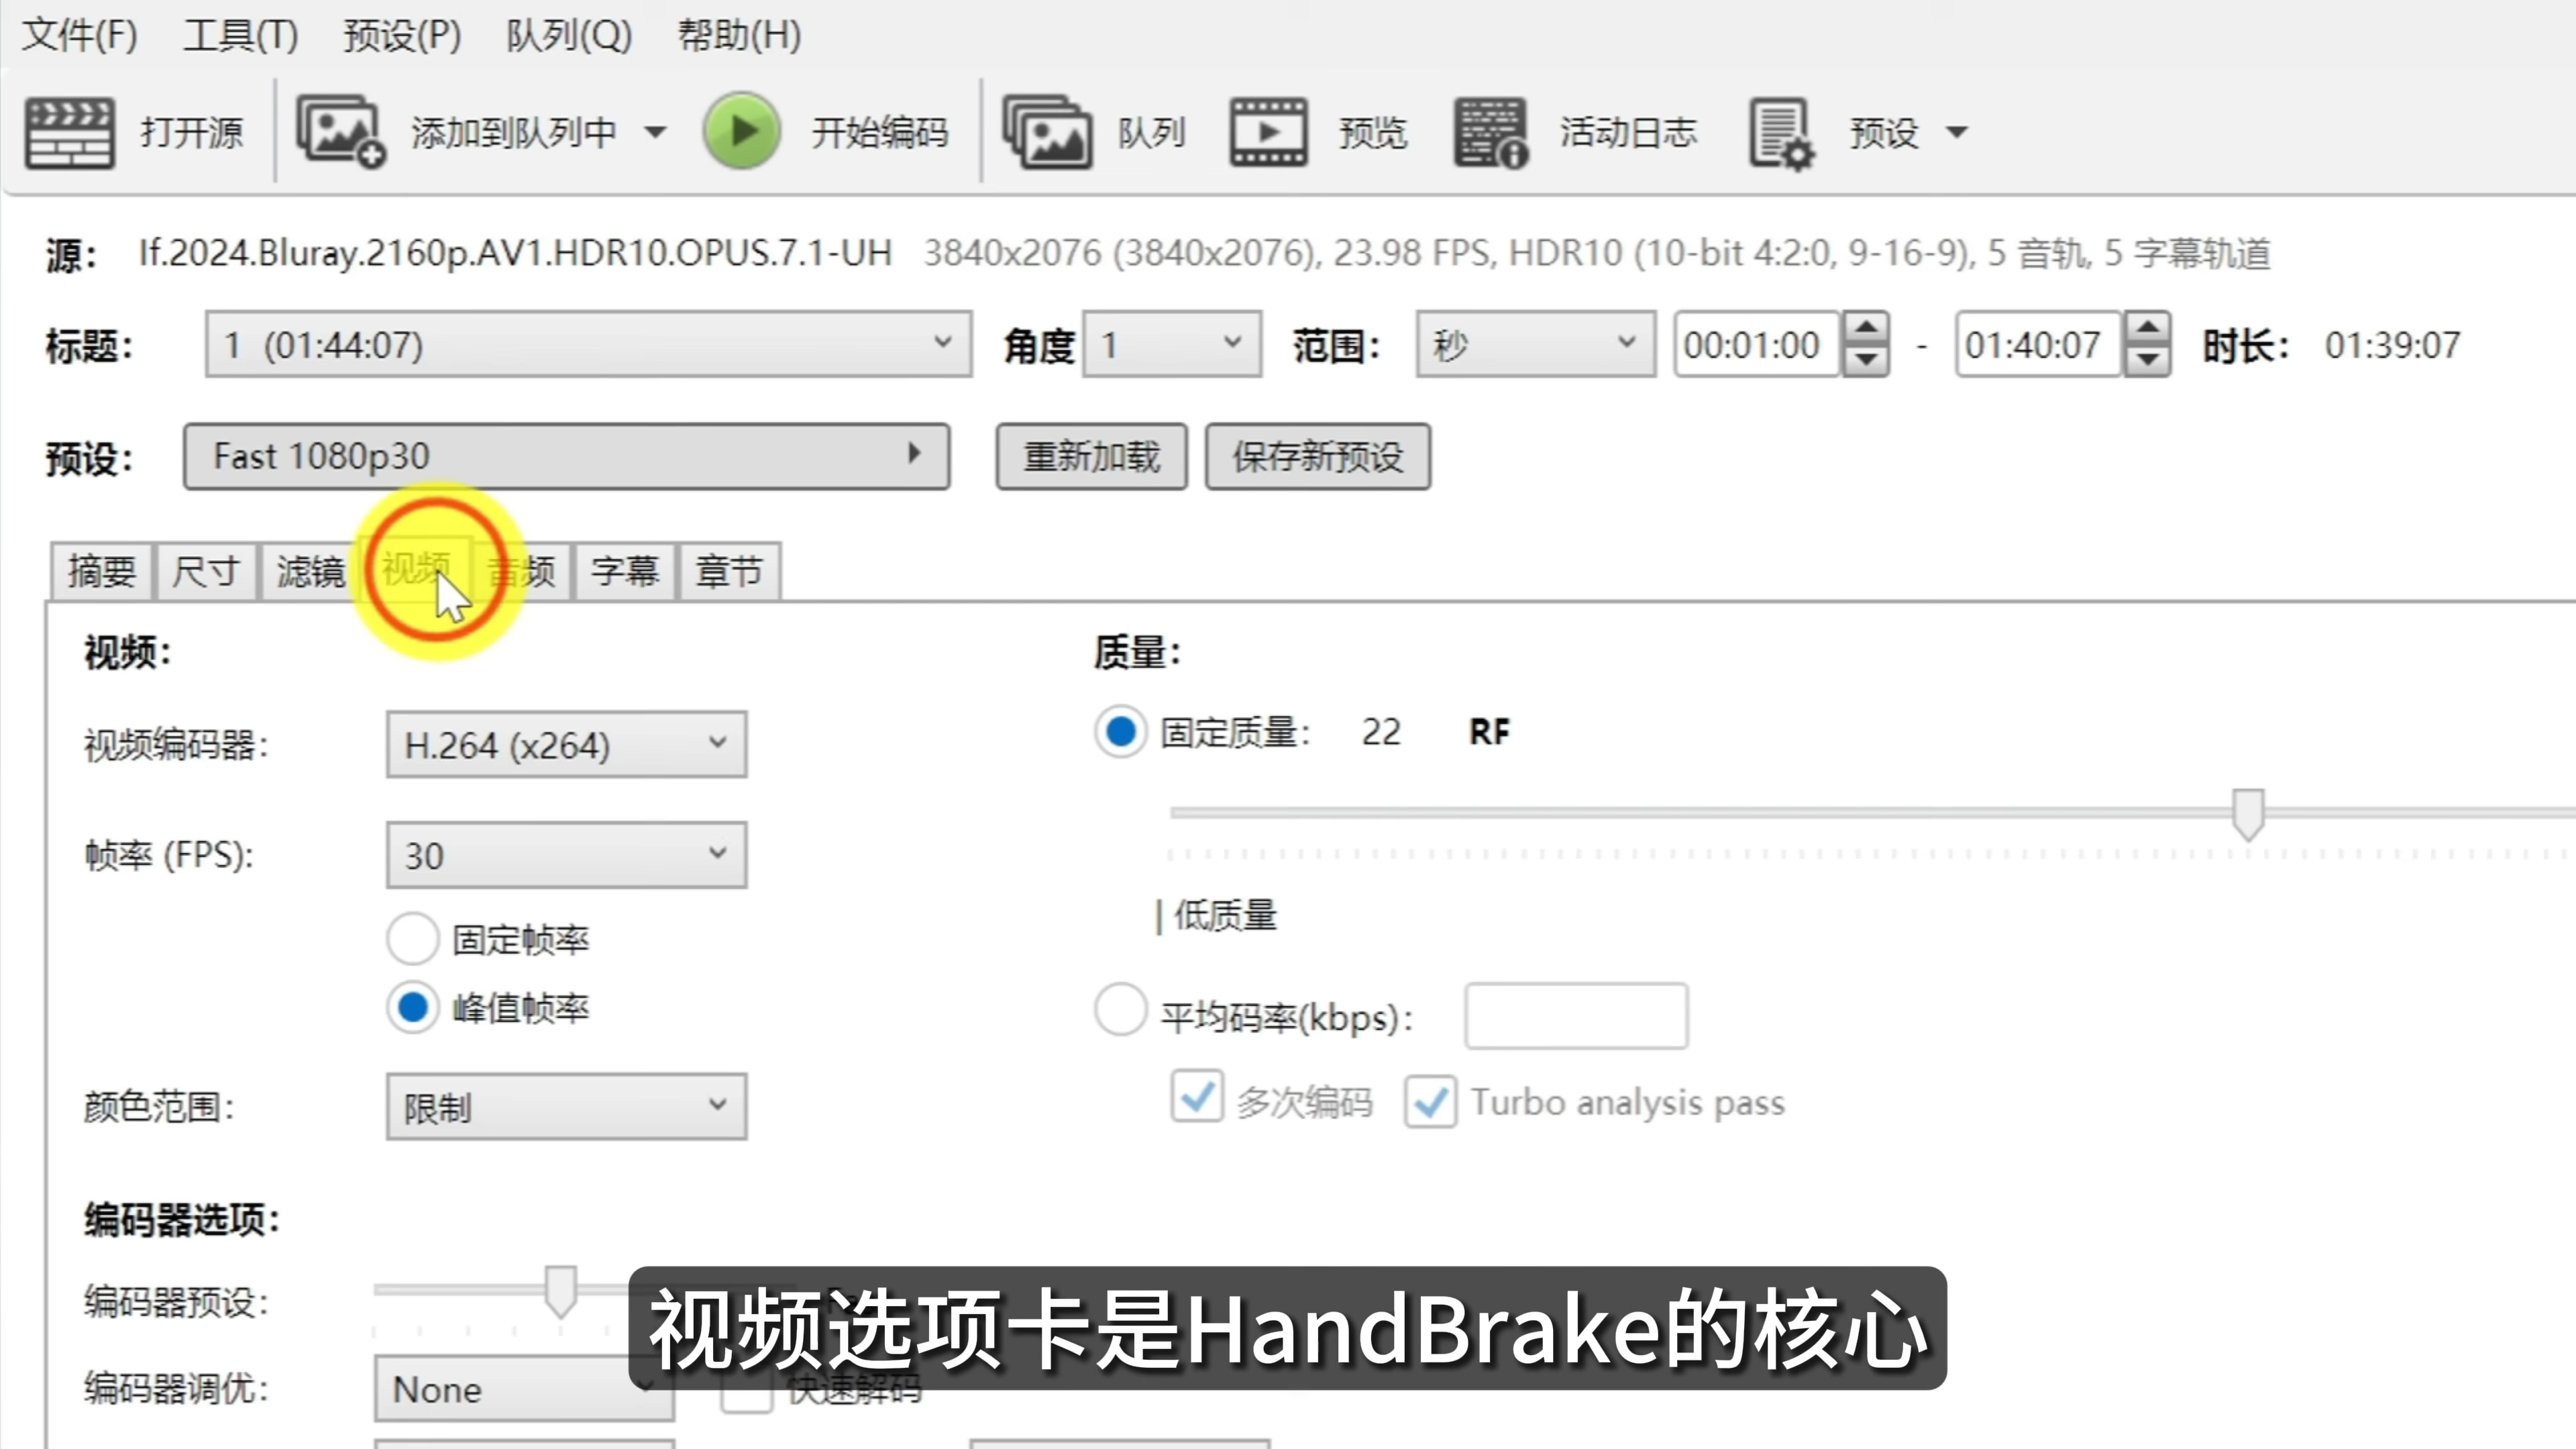 文件(F) 工具(T) 预设(P) 队列(Q) 帮助(H)
打开源 添加到队列中 开始编码 队列 预览 活动日志 预设
源： lf.2024.Bluray.2160p.AV1.HDR10.OPUS.7.1-UH 3840x2076 (3840x2076), 23.98 FPS, HDR10 (10-bit 4:2:0, 9-16-9), 5 音轨, 5 字幕轨道
标题： 1 (01:44:07) 角度 1 范围： 秒 00:01:00 - 01:40:07 时长： 01:39:07
预设： Fast 1080p30 重新加载 保存新预设
摘要 尺寸 滤镜 视频 音频 字幕 章节
视频： 质量：
视频编码器： H.264 (x264) 固定质量： 22 RF
帧率 (FPS): 30
| 低质量
固定帧率
峰值帧率 平均码率(kbps)：
颜色范围： 限制 多次编码 Turbo analysis pass
编码器选项：
编码器预设：
视频选项卡是HandBrake的核心
编码器调优： None 快速解码